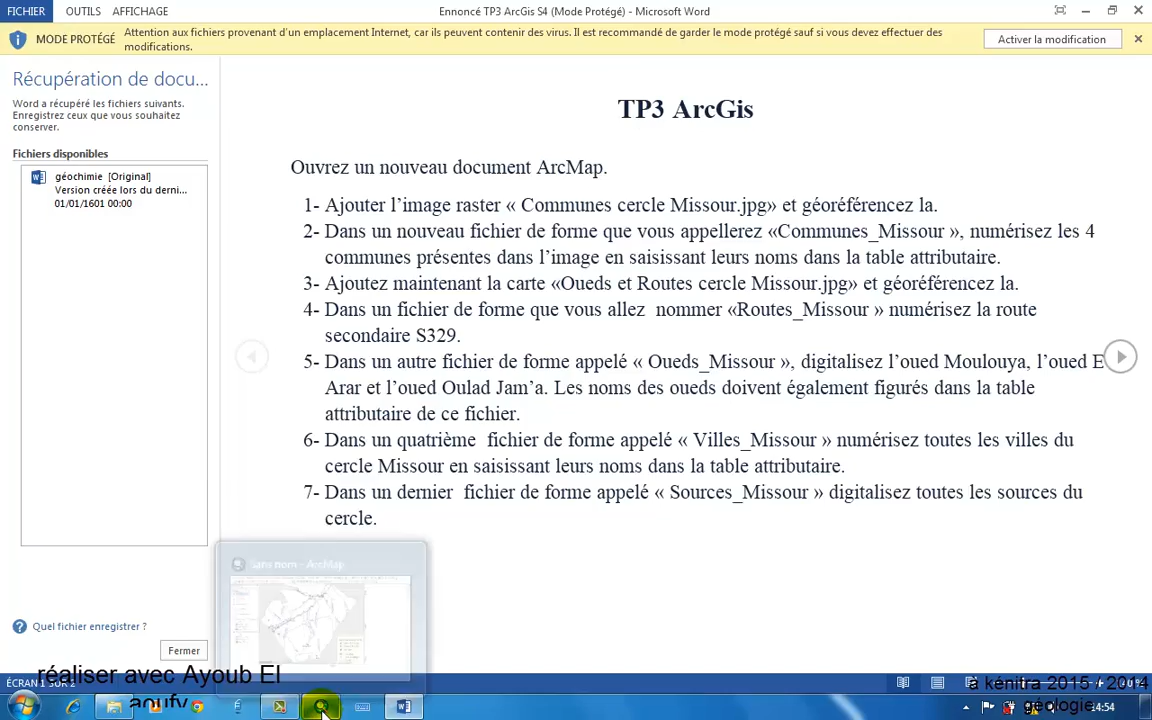 FICHIER OUTILS AFFICHAGE
Ennoncé TP3 ArcGis S4 (Mode Protégé) - Microsoft Word
MODE PROTÉGÉ Attention aux fichiers provenant d'un emplacement Internet, car ils peuvent contenir des virus. Il est recommandé de garder le mode protégé sauf si vous devez effectuer des
modifications.
Activer la modification
Récupération de docu...
Word a récupéré les fichiers suivants.
Enregistrez ceux que vous souhaitez
conserver.
Fichiers disponibles
géochimie [Original]
Version créée lors du derni...
01/01/1601 00:00
Quel fichier enregistrer ?
Fermer
TP3 ArcGis
Ouvrez un nouveau document ArcMap.
1- Ajouter l'image raster « Communes cercle Missour.jpg» et géoréférencez la.
2- Dans un nouveau fichier de forme que vous appellerez «Communes_Missour », numérisez les 4
communes présentes dans l'image en saisissant leurs noms dans la table attributaire.
3- Ajoutez maintenant la carte «Oueds et Routes cercle Missour.jpg» et géoréférencez la.
4- Dans un fichier de forme que vous allez nommer «Routes_Missour » numérisez la route
secondaire S329.
5- Dans un autre fichier de forme appelé « Oueds_Missour », digitalisez l'oued Moulouya, l'oued E
Arar et l'oued Oulad Jam'a. Les noms des oueds doivent également figurés dans la table
attributaire de ce fichier.
6- Dans un quatrième fichier de forme appelé « Villes_Missour » numérisez toutes les villes du
cercle Missour en saisissant leurs noms dans la table attributaire.
7- Dans un dernier fichier de forme appelé « Sources_Missour » digitalisez toutes les sources du
cercle.
Sans nom - ArcMap
réaliser avec Ayoub El
ÉCRAN 1 SUR 2
a kénitra 2015 - 2014
géologie
14:54